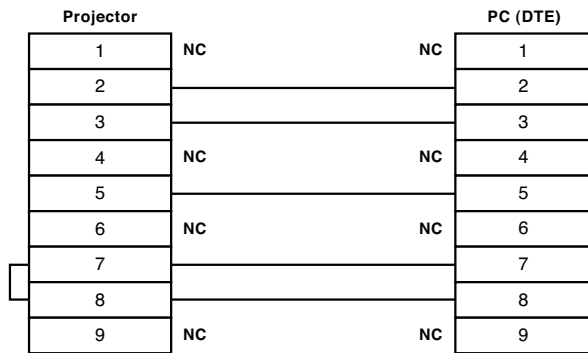 Projector PC (DTE)
1 NC NC 1
2 2
3 3
4 NC NC 4
5 5
6 NC NC 6
7 7
8 8
9 NC NC 9